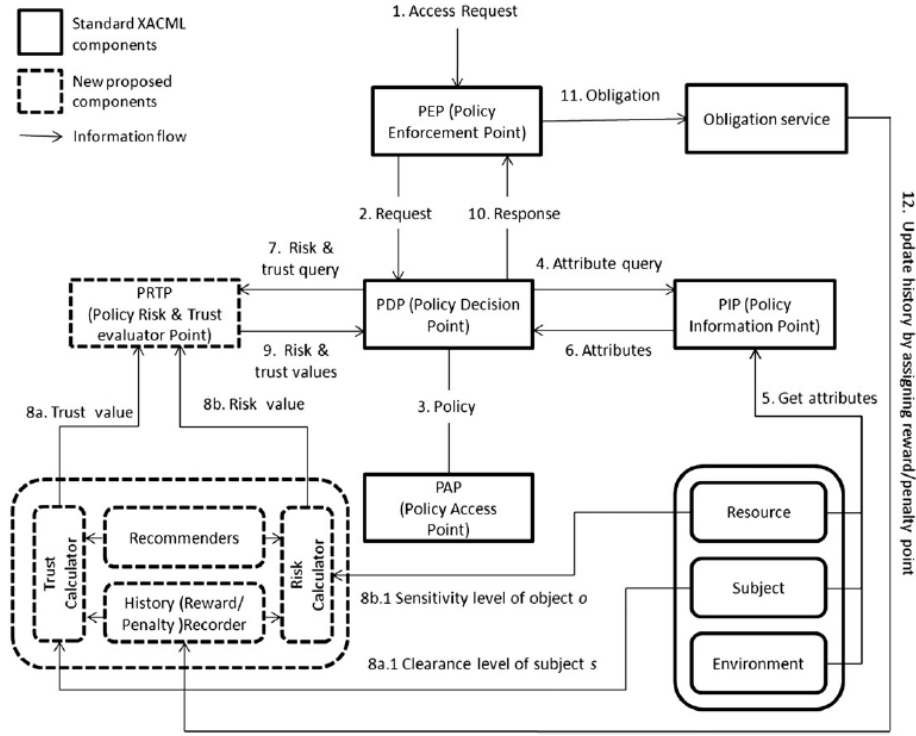 1. Access Request
Standard XACML
components
New proposed
components
Information flow
PEP (Policy
Enforcement Point)
11. Obligation
Obligation service
2. Request
10. Response
7. Risk &
trust query
4. Attribute query
PRTP
(Policy Risk & Trust
evaluator Point)
PDP (Policy Decision
Point)
PIP (Policy
Information Point)
9. Risk &
trust values
6. Attributes
12. Update history by assigning reward/penalty point
8a. Trust value
8b. Risk value
3. Policy
5. Get attributes
PAP
(Policy Access
Point)
Trust
Calculator
Recommenders
History (Reward/
Penalty )Recorder
Risk
Calculator
Resource
Subject
Environment
8b.1 Sensitivity level of object o
8a.1 Clearance level of subject s